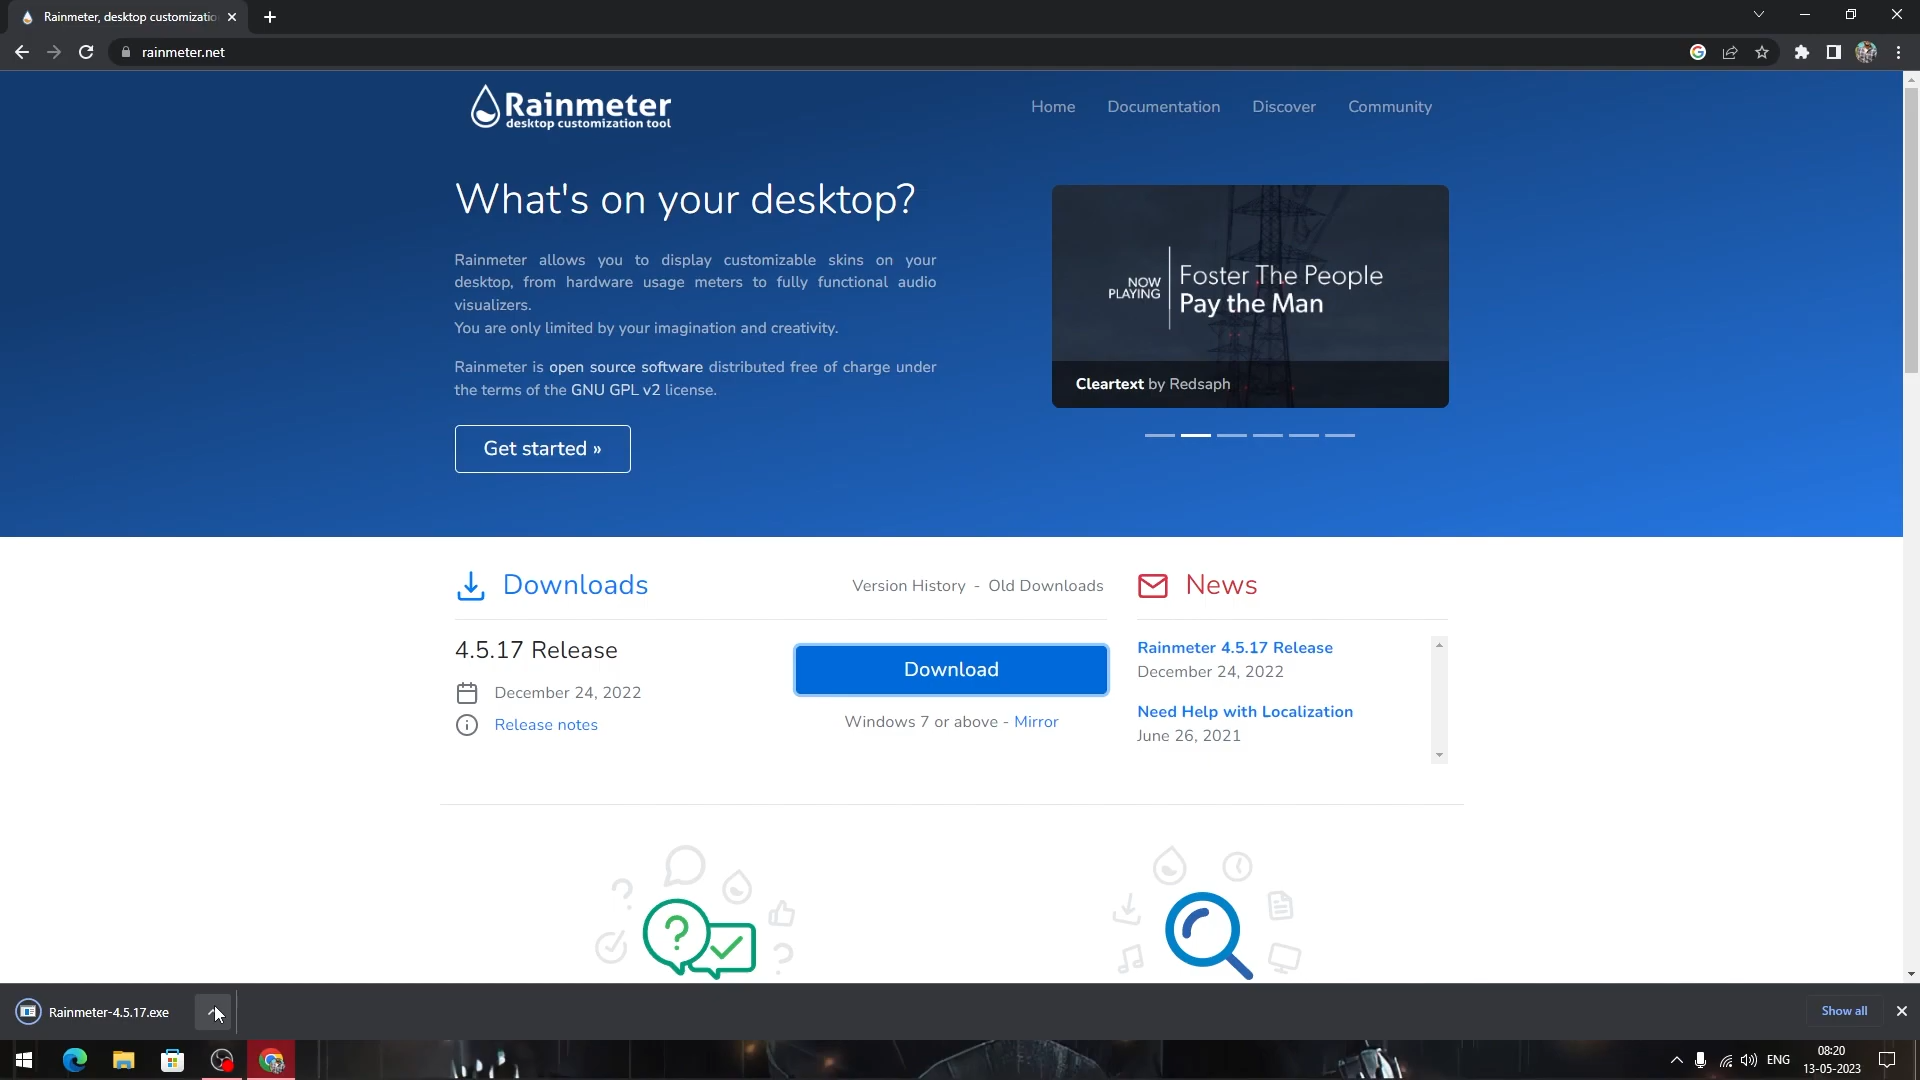 Rainmeter, desktop customizatio
rainmeter.net
Rainmeter
desktop customization tool
Home Documentation Discover Community
What's on your desktop?
Rainmeter allows you to display customizable skins on your
desktop, from hardware usage meters to fully functional audio
visualizers.
You are only limited by your imagination and creativity.
Rainmeter is open source software distributed free of charge under
the terms of the GNU GPL v2 license.
Get started »
NOW
PLAYING
Foster The People
Pay the Man
Cleartext by Redsaph
Downloads
Version History - Old Downloads
4.5.17 Release
December 24, 2022
Release notes
Download
Windows 7 or above - Mirror
News
Rainmeter 4.5.17 Release
December 24, 2022
Need Help with Localization
June 26, 2021
Rainmeter-4.5.17.exe
Show all
ENG
08:20
13-05-2023